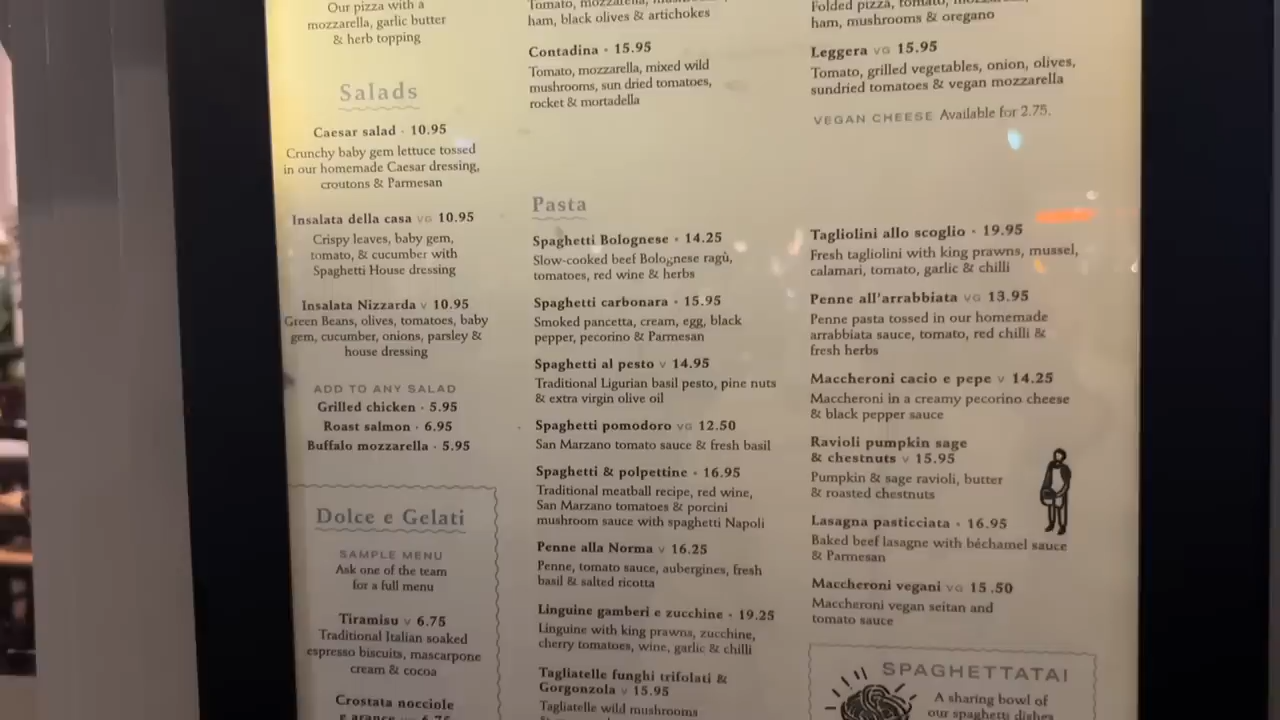 Our pizza with a
mozzarella, garlic butter
& herb topping
Salads
Caesar salad · 10.95
Crunchy baby gem lettuce tossed
in our homemade Caesar dressing,
croutons & Parmesan
Insalata della casa VG 10.95
Crispy leaves, baby gem,
tomato, & cucumber with
Spaghetti House dressing
Insalata Nizzarda v 10.95
Green Beans, olives, tomatoes, baby
gem, cucumber, onions, parsley &
house dressing
ADD TO ANY SALAD
Grilled chicken · 5.95
Roast salmon · 6.95
Buffalo mozzarella · 5.95
Dolce e Gelati
SAMPLE MENU
Ask one of the team
for a full menu
Tiramisu v 6.75
Traditional Italian soaked
espresso biscuits, mascarpone
cream & cocoa
Crostata nocciole
Tomato, mozzarella,
ham, black olives & artichokes
Contadina · 15.95
Tomato, mozzarella, mixed wild
mushrooms, sun dried tomatoes,
rocket & mortadella
Folded pizza, tomato,
ham, mushrooms & oregano
Leggera VG 15.95
Tomato, grilled vegetables, onion, olives,
sundried tomatoes & vegan mozzarella
VEGAN CHEESE Available for 2.75.
Pasta
Spaghetti Bolognese · 14.25
Slow-cooked beef Bolognese ragù,
tomatoes, red wine & herbs
Spaghetti carbonara · 15.95
Smoked pancetta, cream, egg, black
pepper, pecorino & Parmesan
Spaghetti al pesto v 14.95
Traditional Ligurian basil pesto, pine nuts
& extra virgin olive oil
Spaghetti pomodoro VG 12.50
San Marzano tomato sauce & fresh basil
Spaghetti & polpettine · 16.95
Traditional meatball recipe, red wine,
San Marzano tomatoes & porcini
mushroom sauce with spaghetti Napoli
Penne alla Norma v 16.25
Penne, tomato sauce, aubergines, fresh
basil & salted ricotta
Linguine gamberi e zucchine · 19.25
Linguine with king prawns, zucchine,
cherry tomatoes, wine, garlic & chilli
Tagliatelle funghi trifolati &
Gorgonzola v 15.95
Tagliatelle wild mushrooms
Tagliolini allo scoglio · 19.95
Fresh tagliolini with king prawns, mussel,
calamari, tomato, garlic & chilli
Penne all'arrabbiata VG 13.95
Penne pasta tossed in our homemade
arrabbiata sauce, tomato, red chilli &
fresh herbs
Maccheroni cacio e pepe v 14.25
Maccheroni in a creamy pecorino cheese
& black pepper sauce
Ravioli pumpkin sage
& chestnuts v 15.95
Pumpkin & sage ravioli, butter
& roasted chestnuts
Lasagna pasticciata · 16.95
Baked beef lasagne with béchamel sauce
& Parmesan
Maccheroni vegani VG 15.50
Maccheroni vegan seitan and
tomato sauce
SPAGHETTATA!
A sharing bowl of
our spaghetti dishes